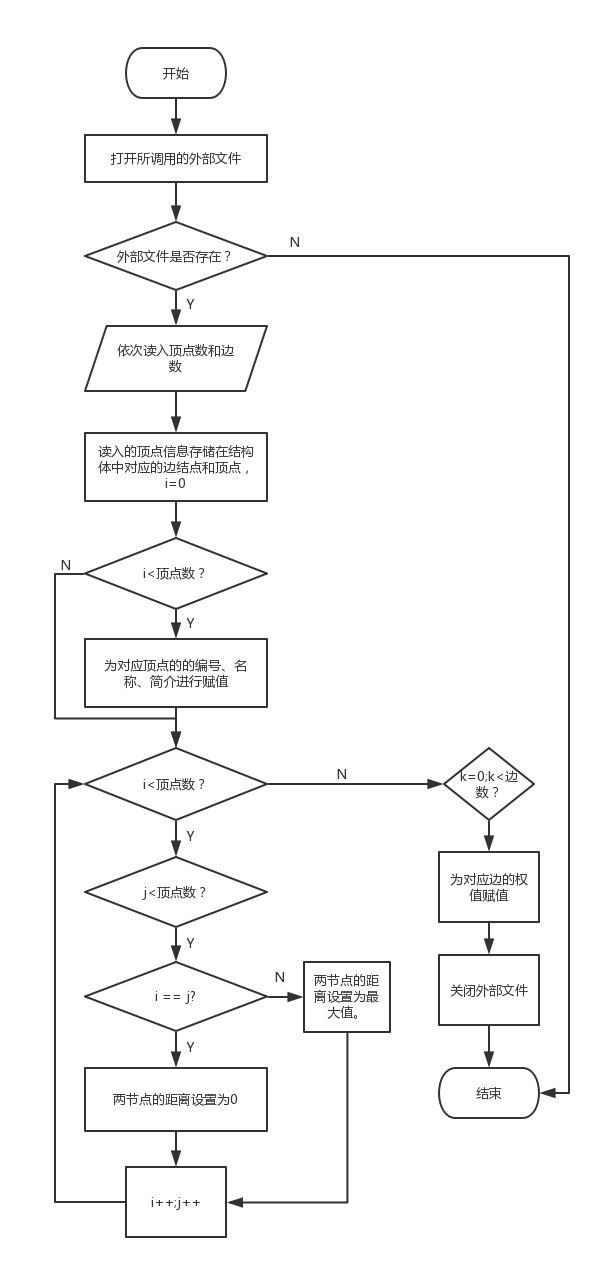 开始
打开所调用的外部文件
外部文件是否存在？
N
Y
依次读入顶点数和边
数
读入的顶点信息存储在结构
体中对应的边结点和顶点，
i=0
N
i<顶点数？
Y
为对应顶点的的编号、名
称、简介进行赋值
i<顶点数？
N
k=0;k<边
数？
Y
j<顶点数？
为对应边的权
值赋值
Y
i == j?
N
两节点的距
离设置为最
大值。
关闭外部文件
Y
两节点的距离设置为0
结束
i++;j++